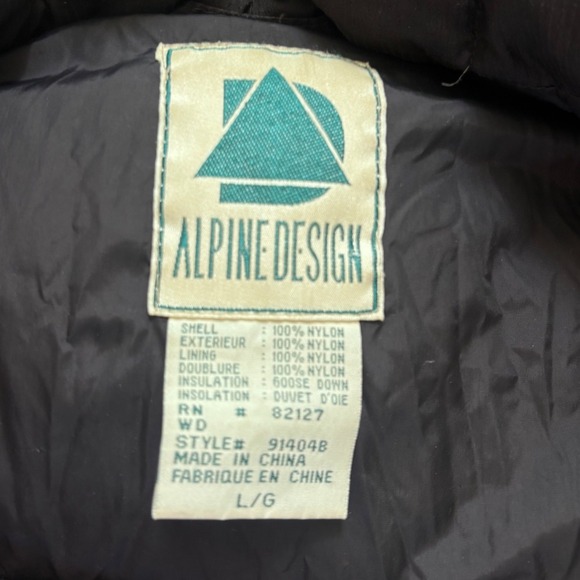 D
ALPINE DESIGN
SHELL : 100% NYLON
EXTERIEUR : 100% NYLON
LINING : 100% NYLON
DOUBLURE : 100% NYLON
INSULATION : GOOSE DOWN
INSOLATION : DUVET D'OIE
RN # 82127
WD
STYLE# 914048
MADE IN CHINA
FABRIQUE EN CHINE
L/G